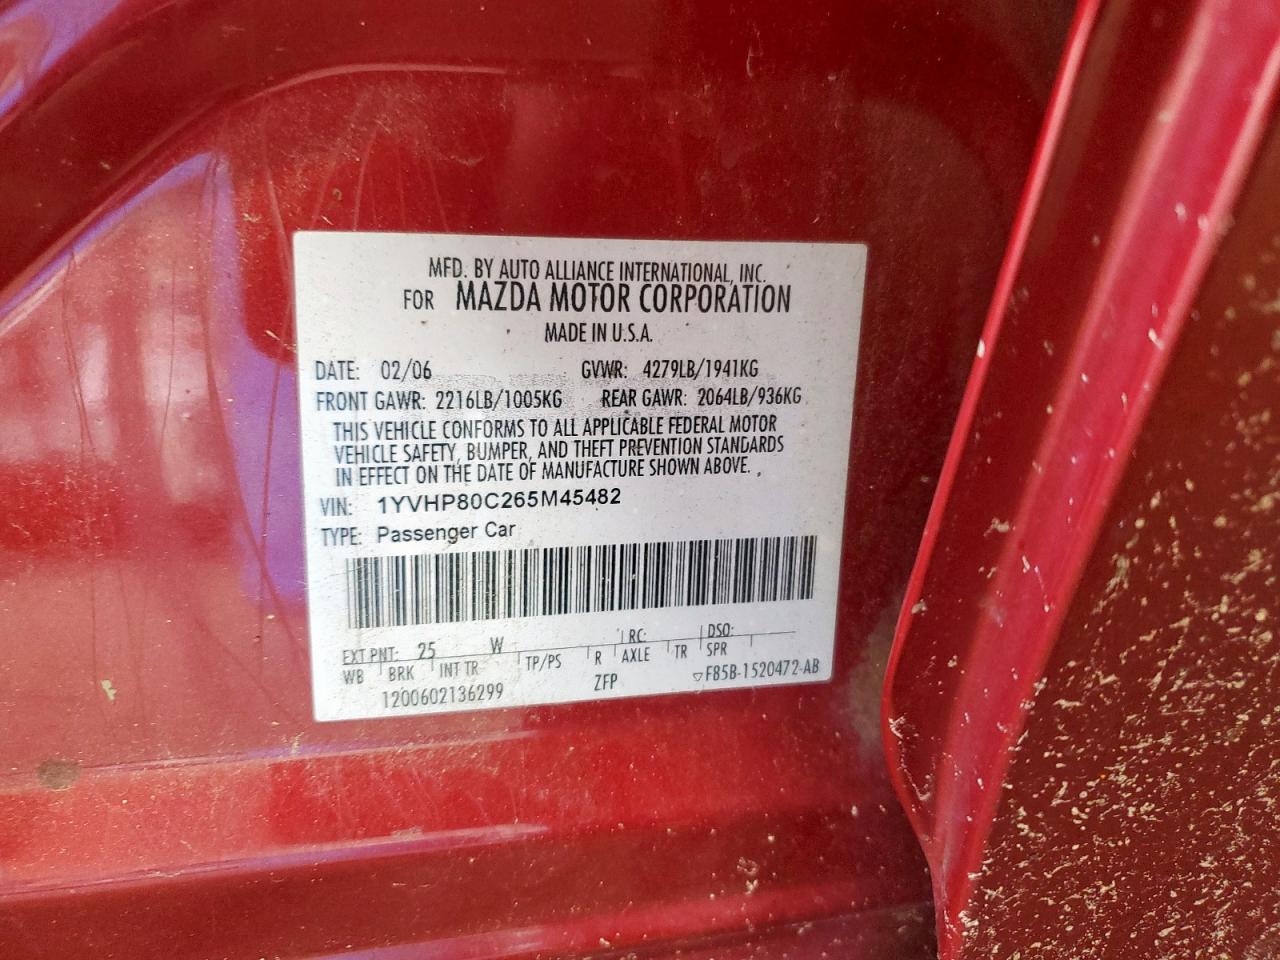 MFD. BY AUTO ALLIANCE INTERNATIONAL, INC.
FOR MAZDA MOTOR CORPORATION
MADE IN U.S.A.
DATE: 02/06 GVWR: 4279LB/1941KG
FRONT GAWR: 2216LB/1005KG REAR GAWR: 2064LB/936KG
THIS VEHICLE CONFORMS TO ALL APPLICABLE FEDERAL MOTOR
VEHICLE SAFETY, BUMPER, AND THEFT PREVENTION STANDARDS
IN EFFECT ON THE DATE OF MANUFACTURE SHOWN ABOVE.
VIN: 1YVHP80C265M45482
TYPE: Passenger Car
EXT PNT: 25 W RC: DSO:
WB BRK INT TR TP/PS R AXLE TR SPR
1200602136299 ZFP ▽F85B-1520472-AB